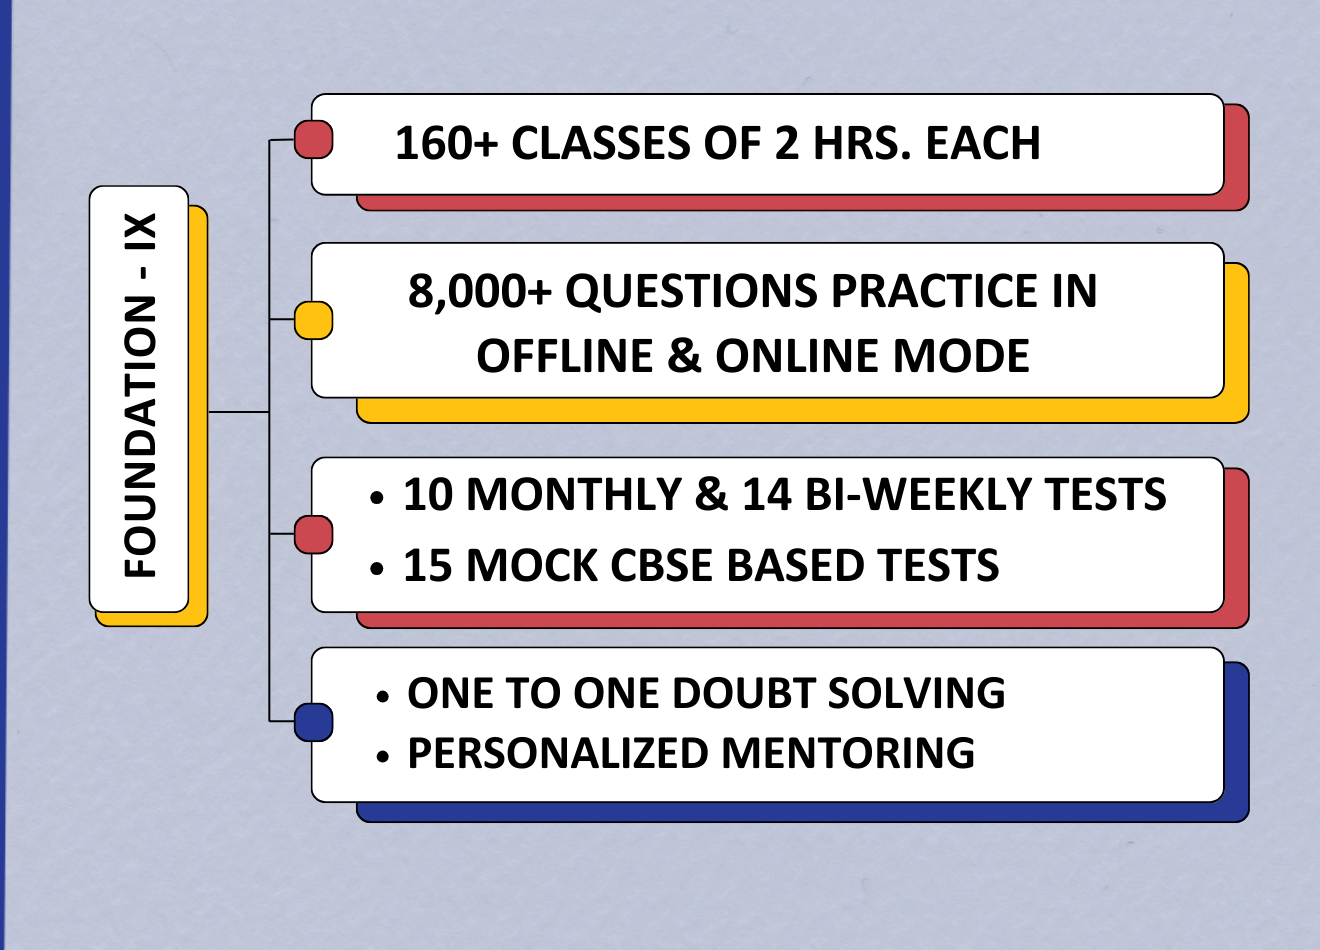 FOUNDATION - IX
160+ CLASSES OF 2 HRS. EACH
8,000+ QUESTIONS PRACTICE IN
OFFLINE & ONLINE MODE
• 10 MONTHLY & 14 BI-WEEKLY TESTS
• 15 MOCK CBSE BASED TESTS
• ONE TO ONE DOUBT SOLVING
• PERSONALIZED MENTORING